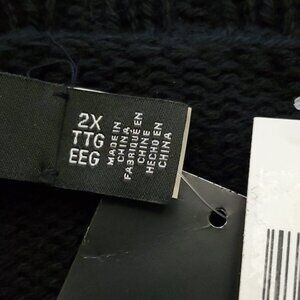 2X
TTG
EEG
MADE IN
CHINA
FABRIQUÉ EN
CHINE
HECHO EN
CHINA